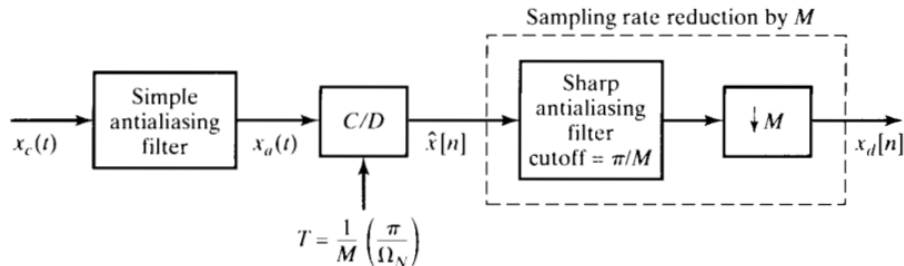 Sampling rate reduction by M
Simple
antialiasing
filter
C/D
Sharp
antialiasing
filter
cutoff = π/M
↓M
x_c(t)
x_a(t)
x̂[n]
x_d[n]
T = 1/M (π/Ω_N)